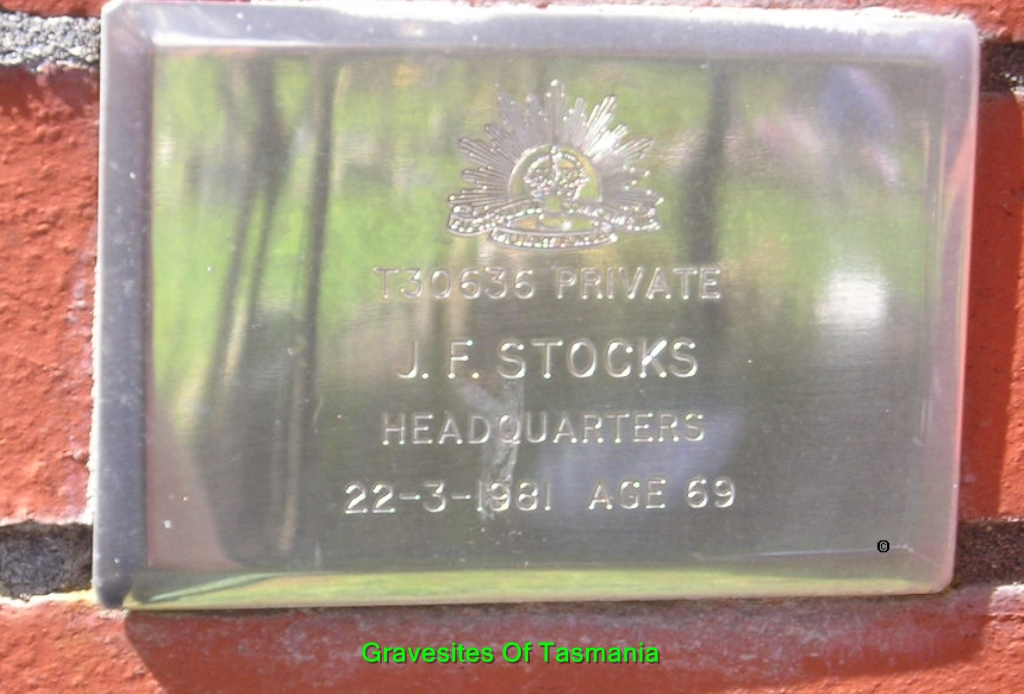 T30636 PRIVATE
J. F. STOCKS
HEADQUARTERS
22-3-1981 AGE 69
©
Gravesites Of Tasmania